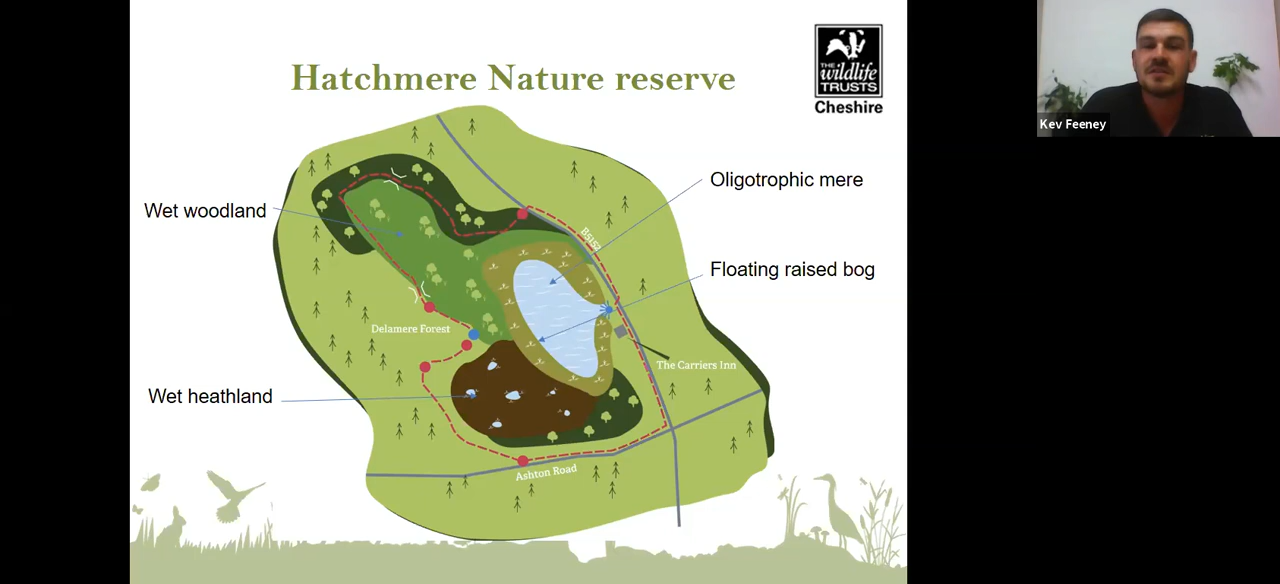 Hatchmere Nature reserve
THE
wildlife
TRUSTS
Cheshire
Kev Feeney
Wet woodland
Oligotrophic mere
B5152
Floating raised bog
Delamere Forest
The Carriers Inn
Wet heathland
Ashton Road